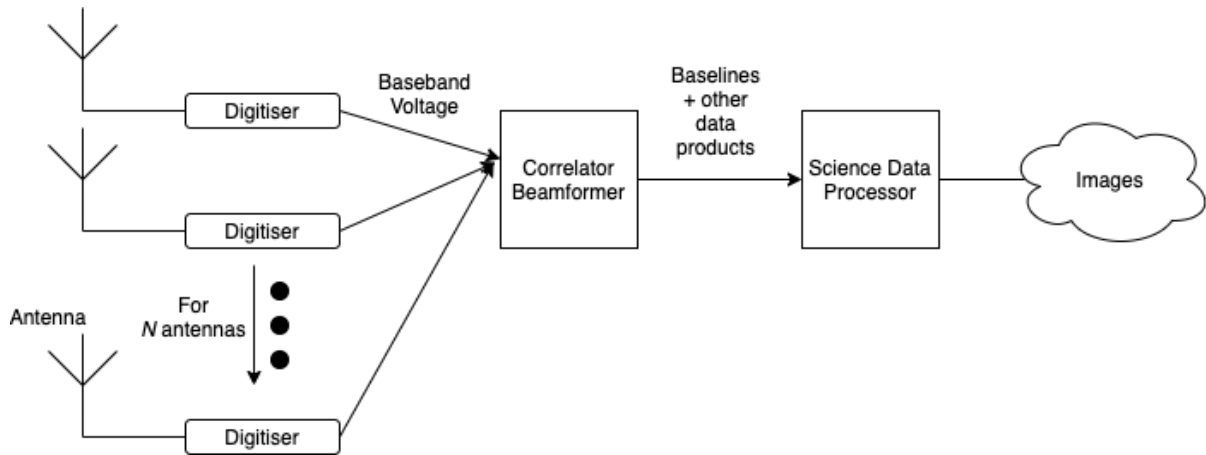 Digitiser
Baseband
Voltage
Digitiser
Antenna
For
N antennas
Digitiser
Correlator
Beamformer
Baselines
+ other
data
products
Science Data
Processor
Images